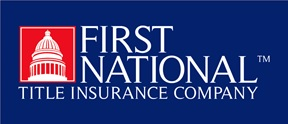 FIRST
NATIONAL™
TITLE INSURANCE COMPANY